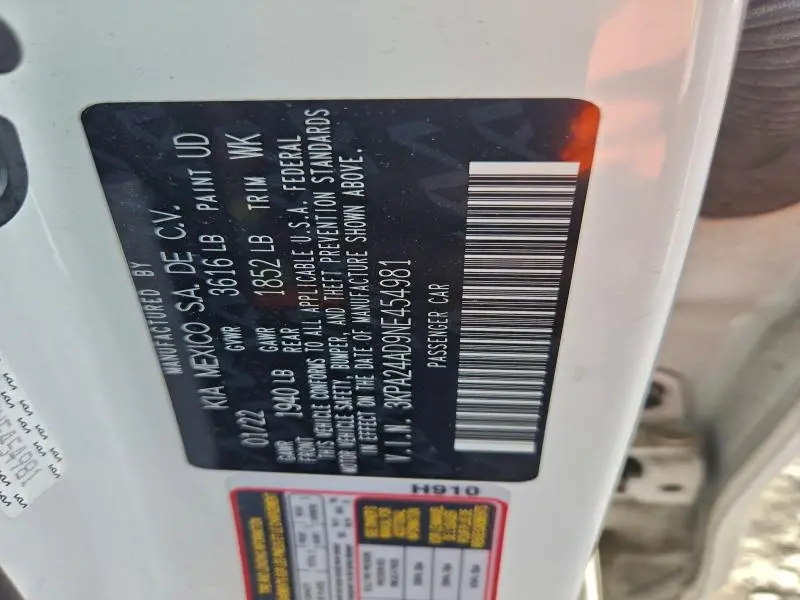 MANUFACTURED BY
KIA MEXICO S.A. DE C.V.
01/22 GVWR 3616 LB PAINT UD
GAWR FRONT 1940 LB GAWR REAR 1852 LB TRIM WK
THIS VEHICLE CONFORMS TO ALL APPLICABLE U.S.A. FEDERAL
MOTOR VEHICLE SAFETY, BUMPER, AND THEFT PREVENTION STANDARDS
IN EFFECT ON THE DATE OF MANUFACTURE SHOWN ABOVE.
V.I.N. 3KPA24AD9NE454981
PASSENGER CAR
H910